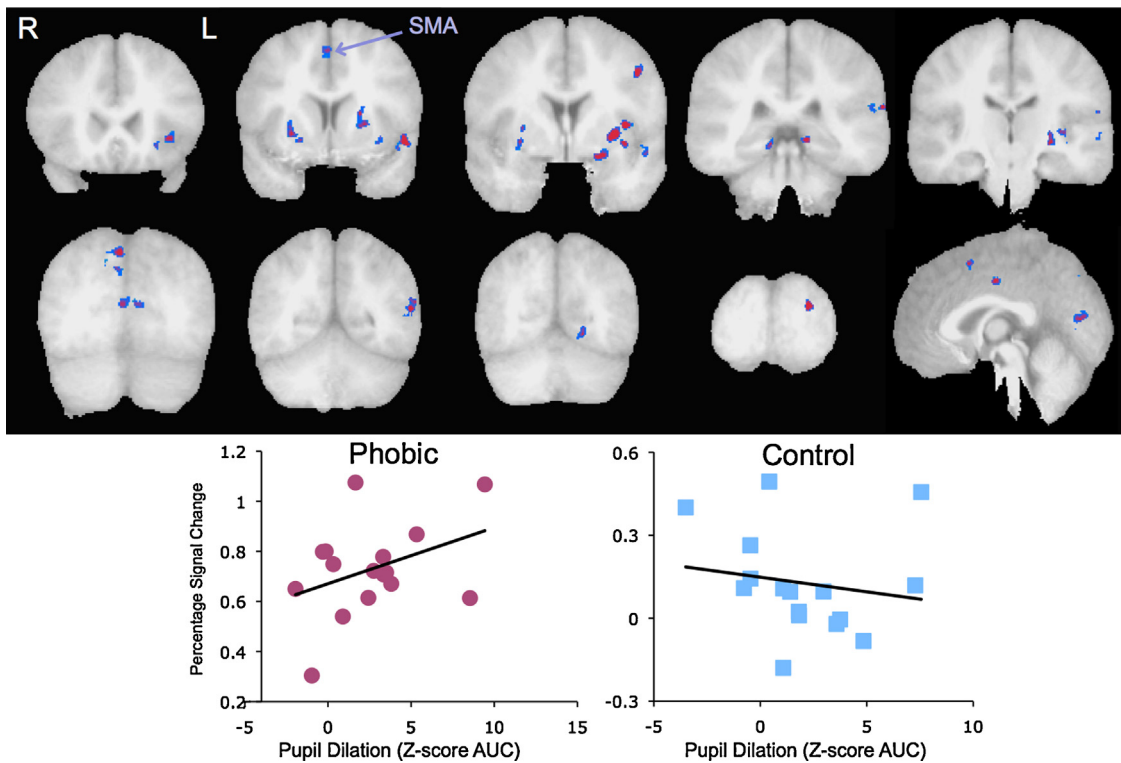 R L SMA
Phobic Control
Percentage Signal Change
1.2
1
0.8
0.6
0.4
0.2
-5 0 5 10 15
Pupil Dilation (Z-score AUC)
0.6
0.3
0
-0.3
-5 0 5 10
Pupil Dilation (Z-score AUC)